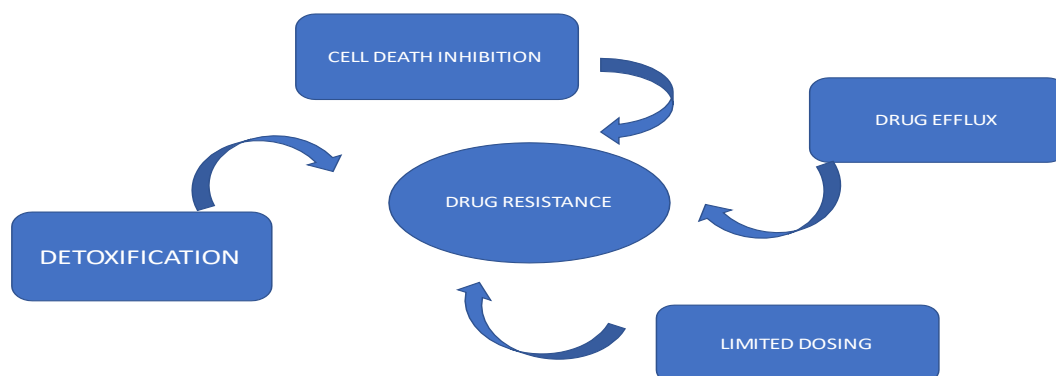 CELL DEATH INHIBITION
DRUG EFFLUX
DRUG RESISTANCE
DETOXIFICATION
LIMITED DOSING